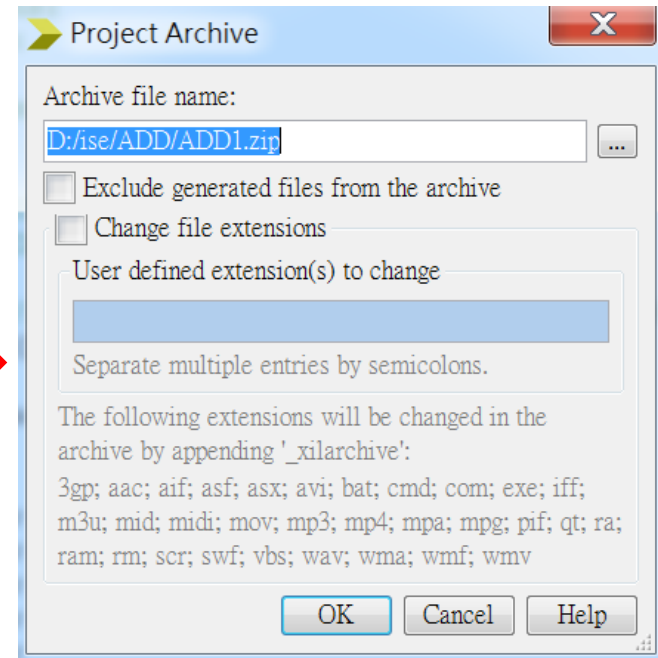 Project Archive
X
Archive file name:
D:/ise/ADD/ADD1.zip
...
Exclude generated files from the archive
Change file extensions
User defined extension(s) to change
Separate multiple entries by semicolons.
The following extensions will be changed in the
archive by appending '_xilarchive':
3gp; aac; aif; asf; asx; avi; bat; cmd; com; exe; iff;
m3u; mid; midi; mov; mp3; mp4; mpa; mpg; pif; qt; ra;
ram; rm; scr; swf; vbs; wav; wma; wmf; wmv
OK Cancel Help